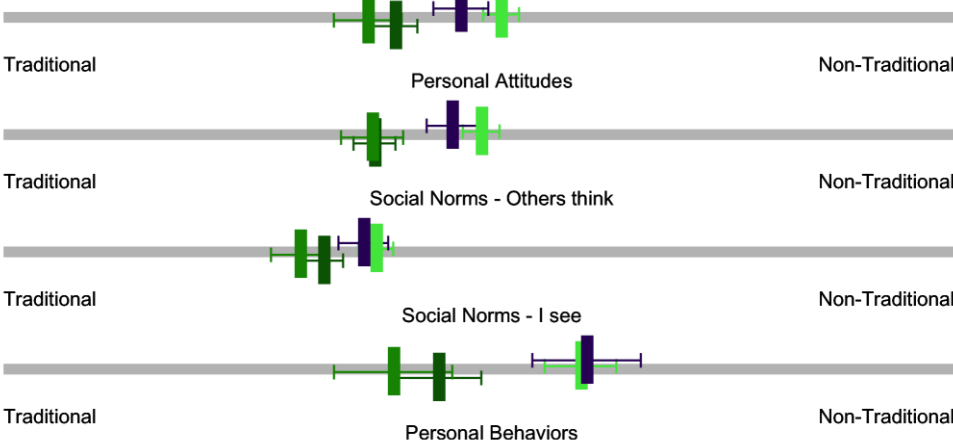 Traditional
Non-Traditional
Personal Attitudes
Traditional
Non-Traditional
Social Norms - Others think
Traditional
Non-Traditional
Social Norms - I see
Traditional
Non-Traditional
Personal Behaviors